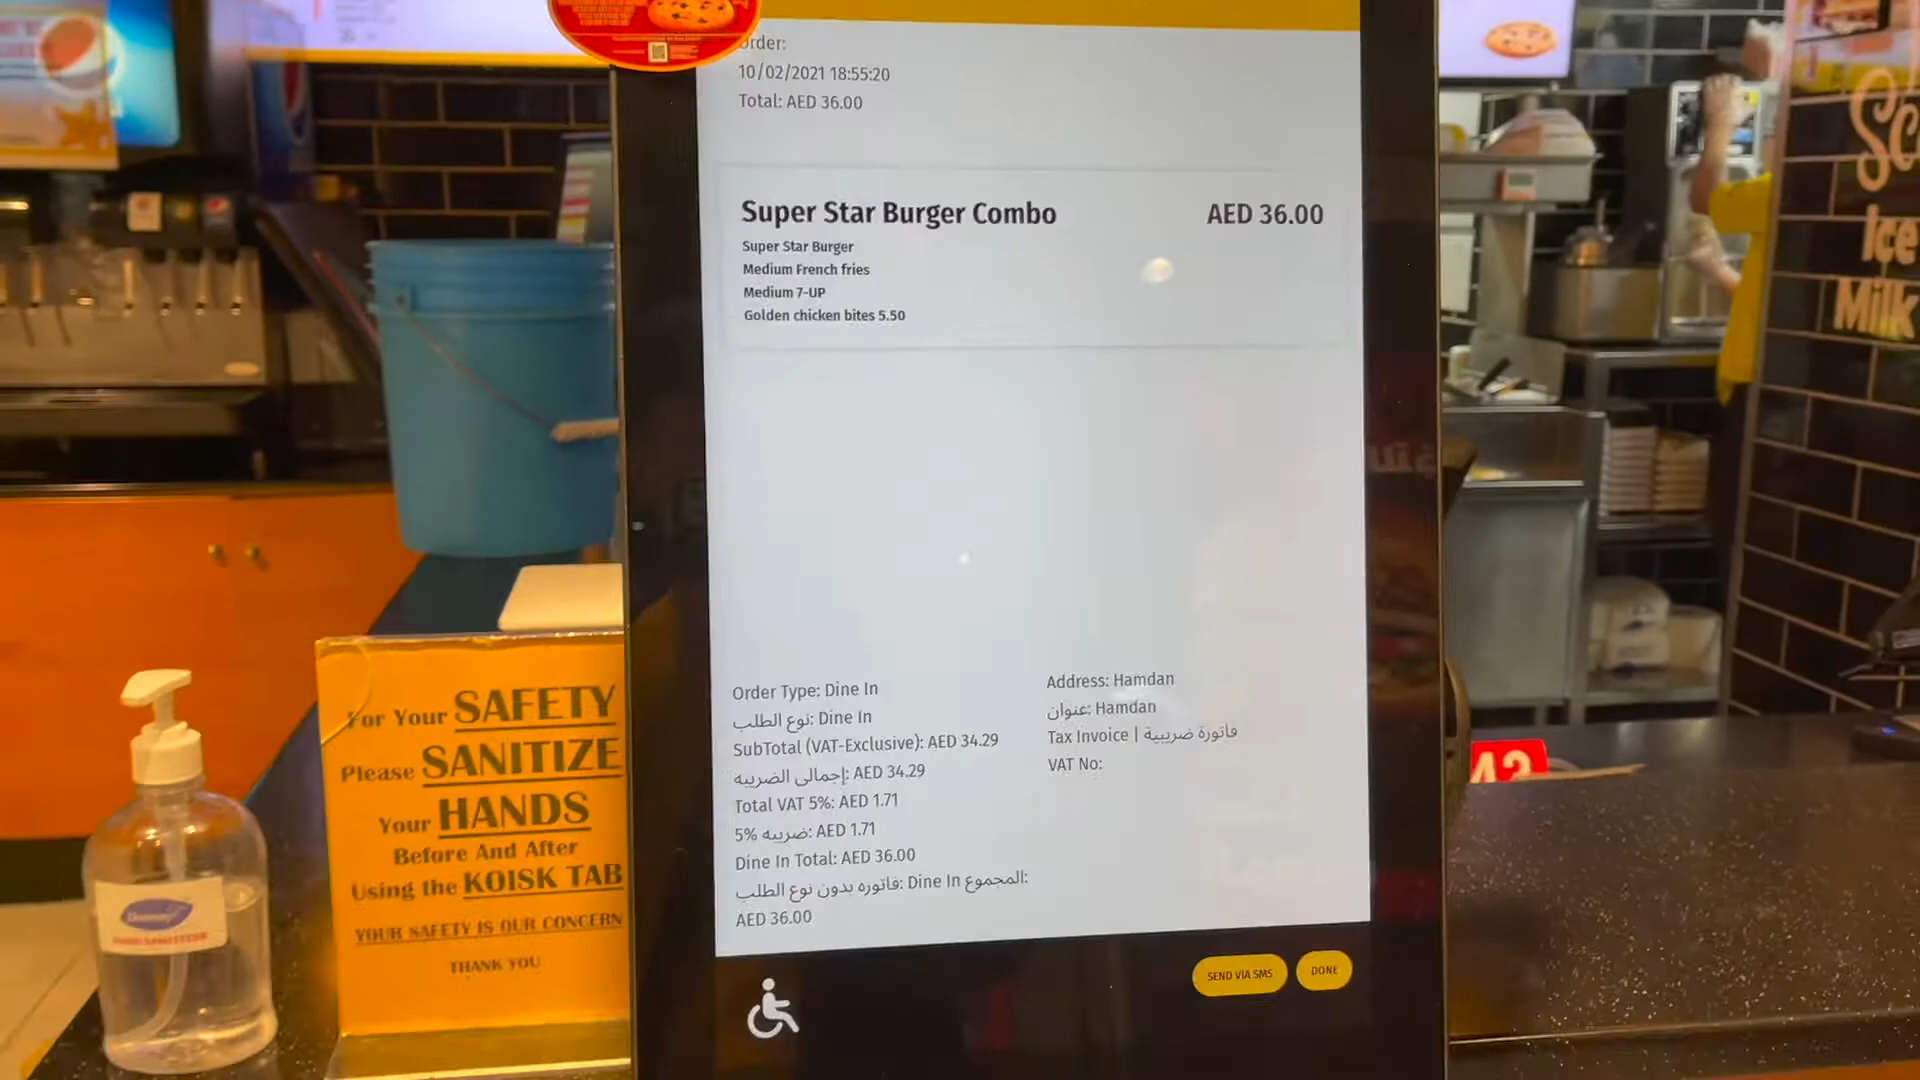 Order:
10/02/2021 18:55:20
Total: AED 36.00
Super Star Burger Combo AED 36.00
Super Star Burger
Medium French fries
Medium 7-UP
Golden chicken bites 5.50
Order Type: Dine In
نوع الطلب: Dine In
SubTotal (VAT-Exclusive): AED 34.29
إجمالى الضريبه: AED 34.29
Total VAT 5%: AED 1.71
5% ضريبه: AED 1.71
Dine In Total: AED 36.00
فاتوره بدون نوع الطلب: Dine In المجموع:
AED 36.00
Address: Hamdan
عنوان: Hamdan
Tax Invoice | فاتورة ضريبية
VAT No:
SEND VIA SMS
DONE
For Your SAFETY
Please SANITIZE
Your HANDS
Before And After
Using the KOISK TAB
YOUR SAFETY IS OUR CONCERN
THANK YOU
Ice
Milk
43